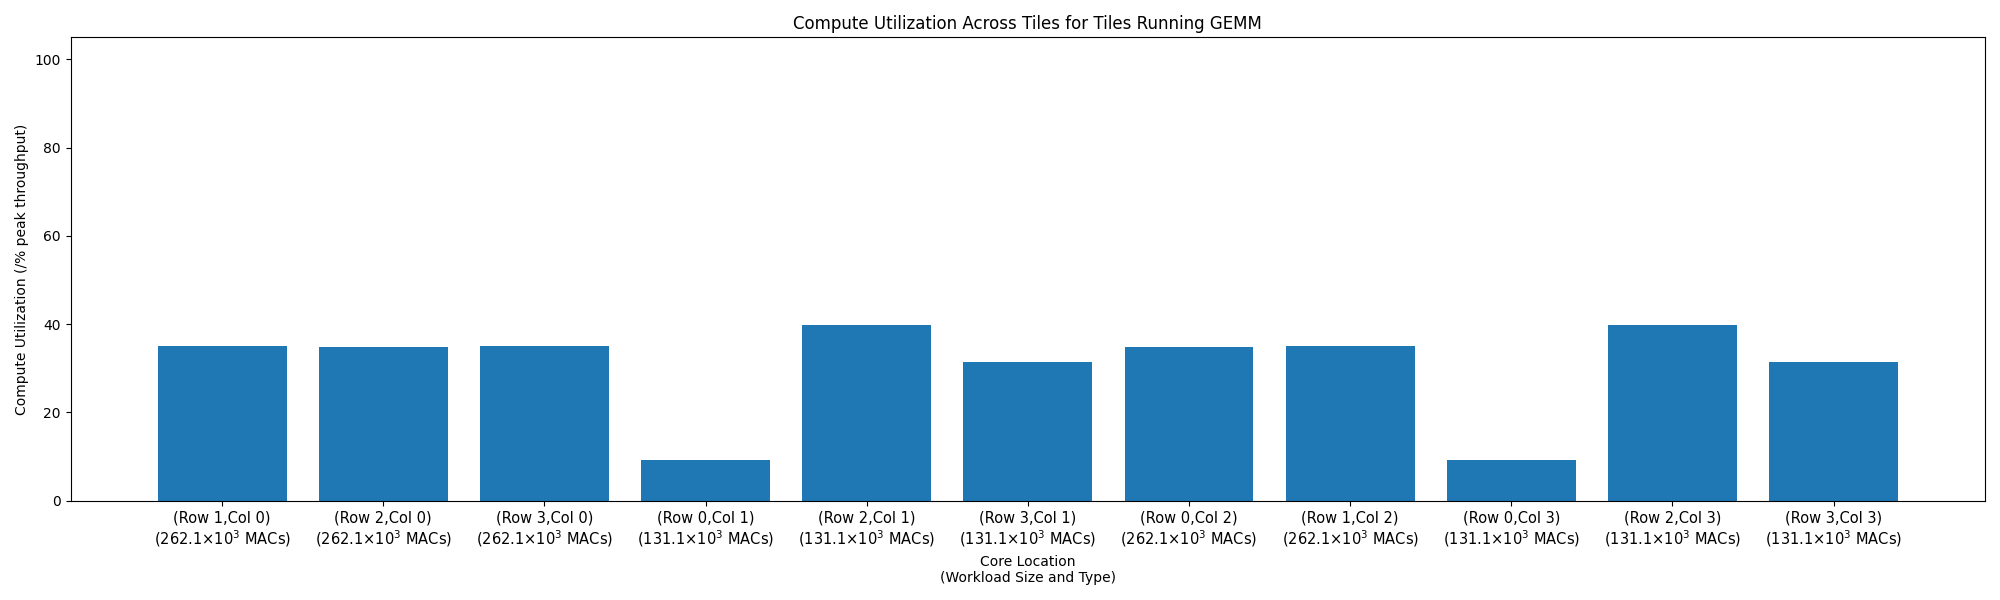 Compute Utilization Across Tiles for Tiles Running GEMM
Compute Utilization (/% peak throughput)
100
80
60
40
20
0
(Row 1,Col 0)
(262.1×10³ MACs)
(Row 2,Col 0)
(262.1×10³ MACs)
(Row 3,Col 0)
(262.1×10³ MACs)
(Row 0,Col 1)
(131.1×10³ MACs)
(Row 2,Col 1)
(131.1×10³ MACs)
(Row 3,Col 1)
(131.1×10³ MACs)
(Row 0,Col 2)
(262.1×10³ MACs)
(Row 1,Col 2)
(262.1×10³ MACs)
(Row 0,Col 3)
(131.1×10³ MACs)
(Row 2,Col 3)
(131.1×10³ MACs)
(Row 3,Col 3)
(131.1×10³ MACs)
Core Location
(Workload Size and Type)